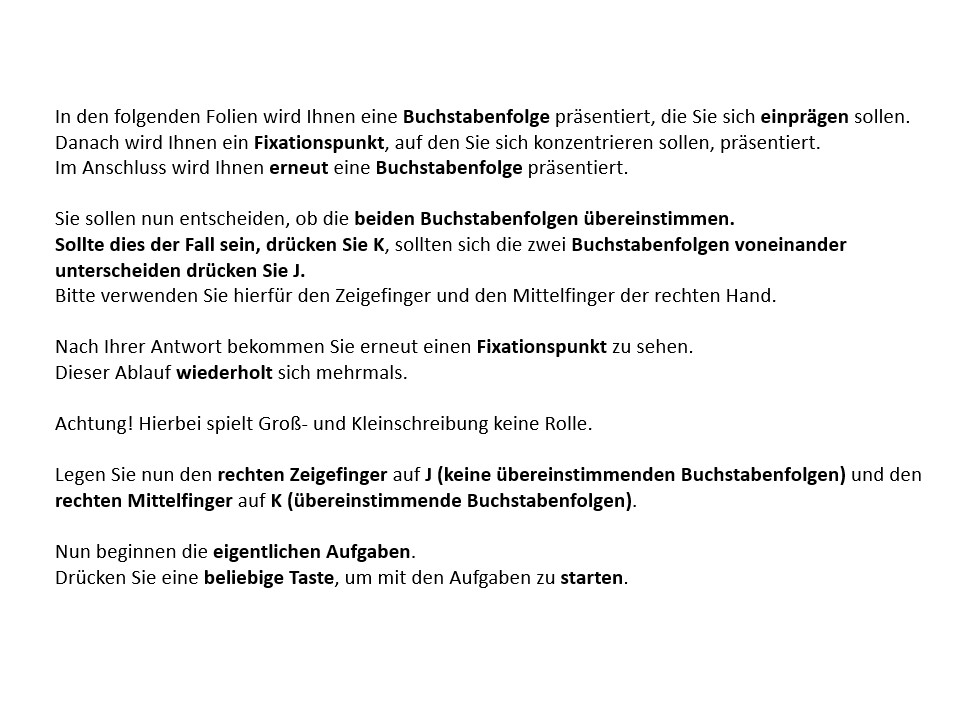 In den folgenden Folien wird Ihnen eine Buchstabenfolge präsentiert, die Sie sich einprägen sollen.
Danach wird Ihnen ein Fixationspunkt, auf den Sie sich konzentrieren sollen, präsentiert.
Im Anschluss wird Ihnen erneut eine Buchstabenfolge präsentiert.
Sie sollen nun entscheiden, ob die beiden Buchstabenfolgen übereinstimmen.
Sollte dies der Fall sein, drücken Sie K, sollten sich die zwei Buchstabenfolgen voneinander
unterscheiden drücken Sie J.
Bitte verwenden Sie hierfür den Zeigefinger und den Mittelfinger der rechten Hand.
Nach Ihrer Antwort bekommen Sie erneut einen Fixationspunkt zu sehen.
Dieser Ablauf wiederholt sich mehrmals.
Achtung! Hierbei spielt Groß- und Kleinschreibung keine Rolle.
Legen Sie nun den rechten Zeigefinger auf J (keine übereinstimmenden Buchstabenfolgen) und den
rechten Mittelfinger auf K (übereinstimmende Buchstabenfolgen).
Nun beginnen die eigentlichen Aufgaben.
Drücken Sie eine beliebige Taste, um mit den Aufgaben zu starten.